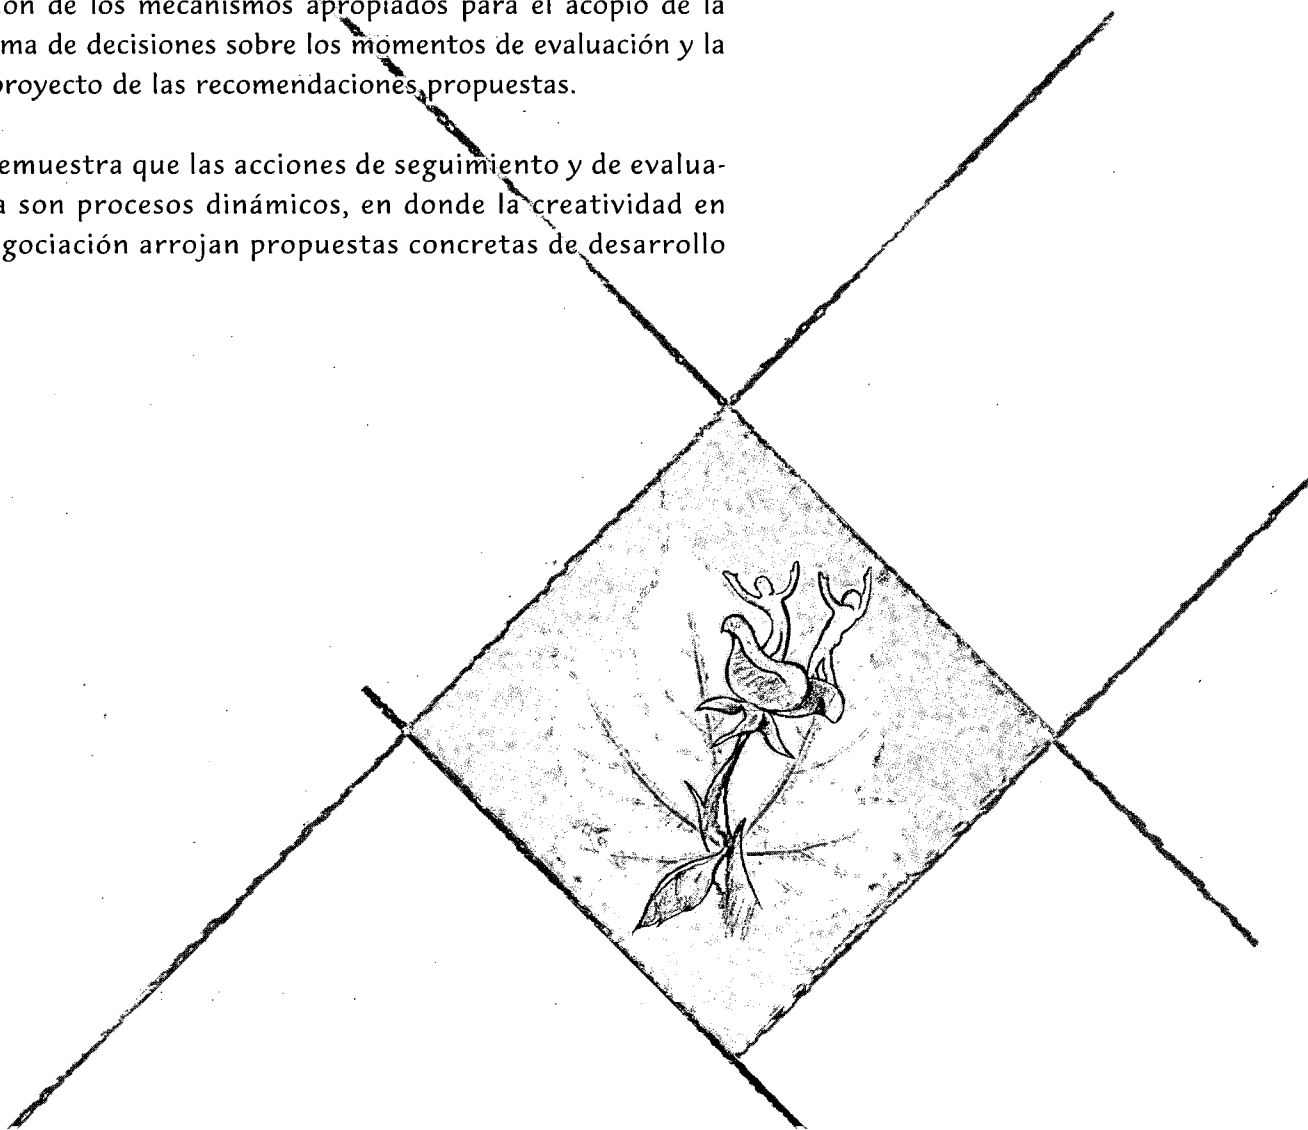 ón de los mecanismos apropiados para el acopio de la
ma de decisiones sobre los momentos de evaluación y la
proyecto de las recomendaciones propuestas.
emuestra que las acciones de seguimiento y de evalua-
a son procesos dinámicos, en donde la creatividad en
gociación arrojan propuestas concretas de desarrollo